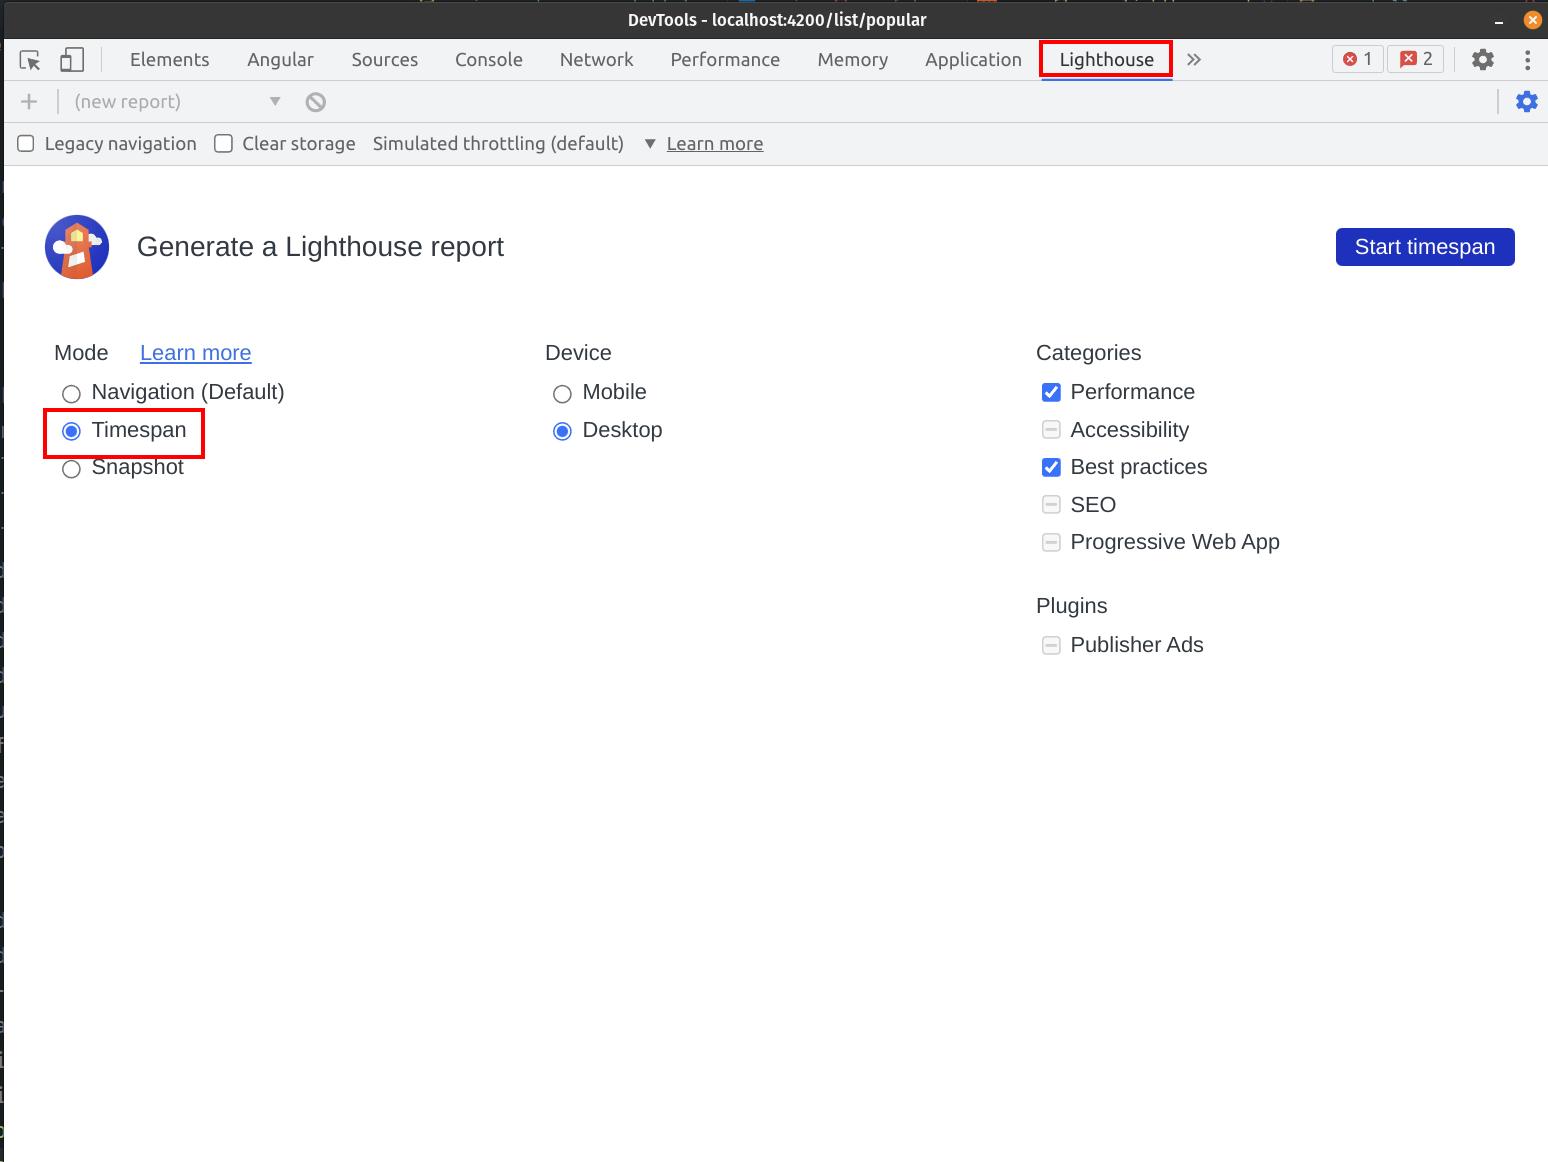 DevTools - localhost:4200/list/popular
Elements Angular Sources Console Network Performance Memory Application Lighthouse 1 2
(new report)
Legacy navigation Clear storage Simulated throttling (default) Learn more
Generate a Lighthouse report Start timespan
Mode Learn more Device Categories
Navigation (Default) Mobile Performance
Timespan Desktop Accessibility
Snapshot Best practices
SEO
Progressive Web App
Plugins
Publisher Ads